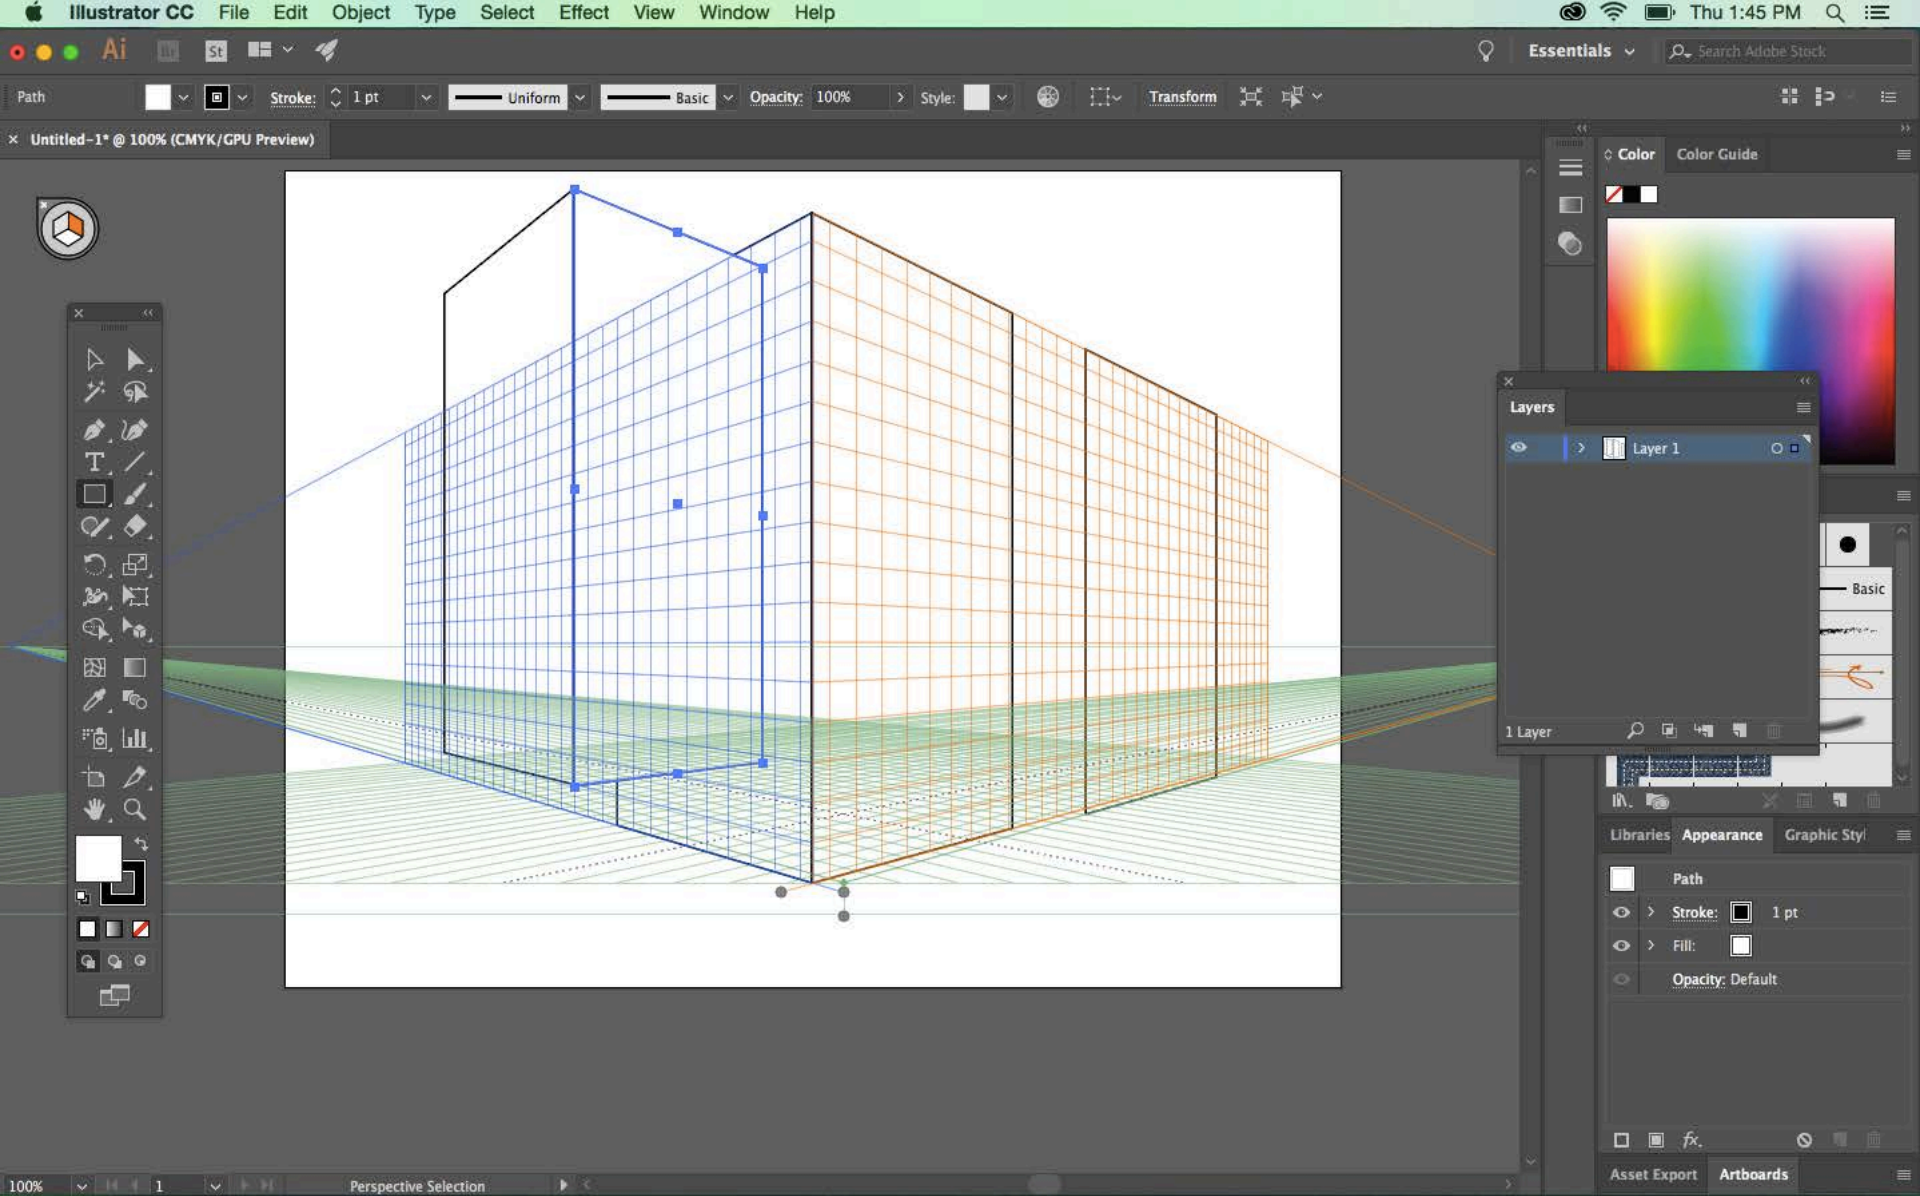 Illustrator CC File Edit Object Type Select Effect View Window Help Thu 1:45 PM
Ai Br St Essentials Search Adobe Stock
Path Stroke: 1 pt Uniform Basic Opacity: 100% Style: Transform
× Untitled-1* @ 100% (CMYK/GPU Preview)
Color Color Guide
Layers
Layer 1
Basic
1 Layer
Libraries Appearance Graphic Styl
Path
Stroke: 1 pt
Fill:
Opacity: Default
fx.
Asset Export Artboards
100% 1 Perspective Selection